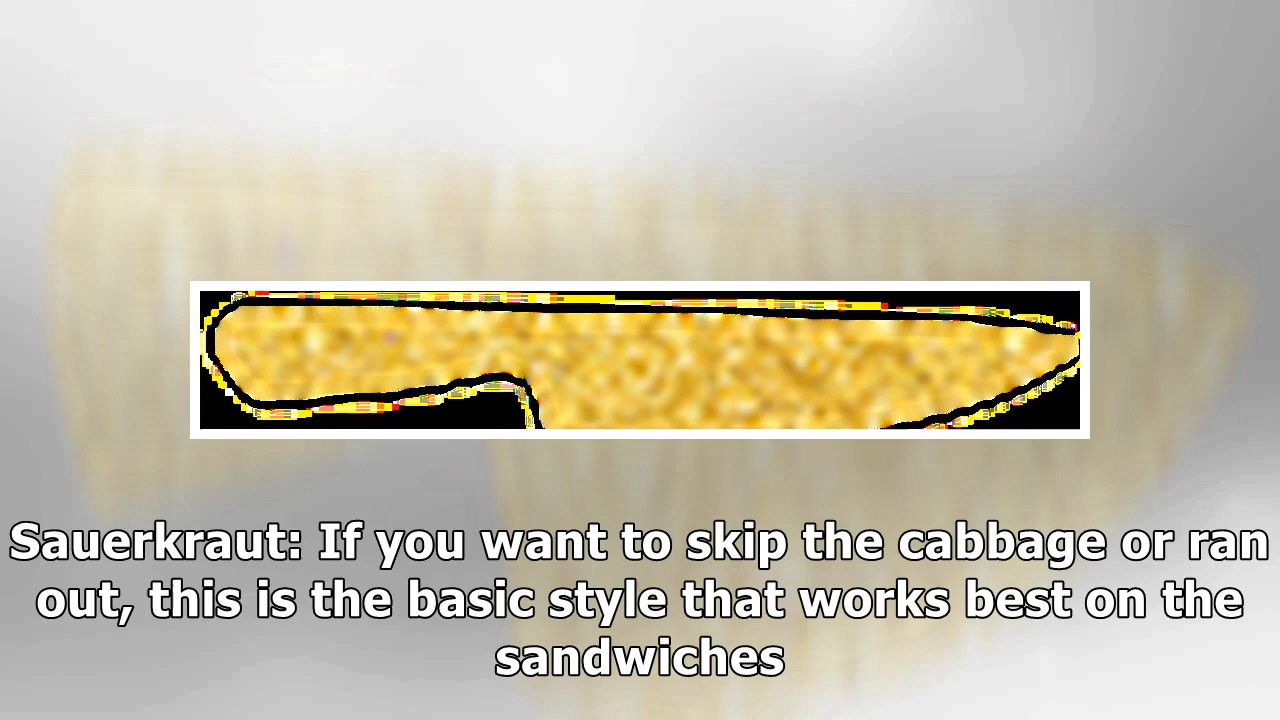 Sauerkraut: If you want to skip the cabbage or ran
out, this is the basic style that works best on the
sandwiches